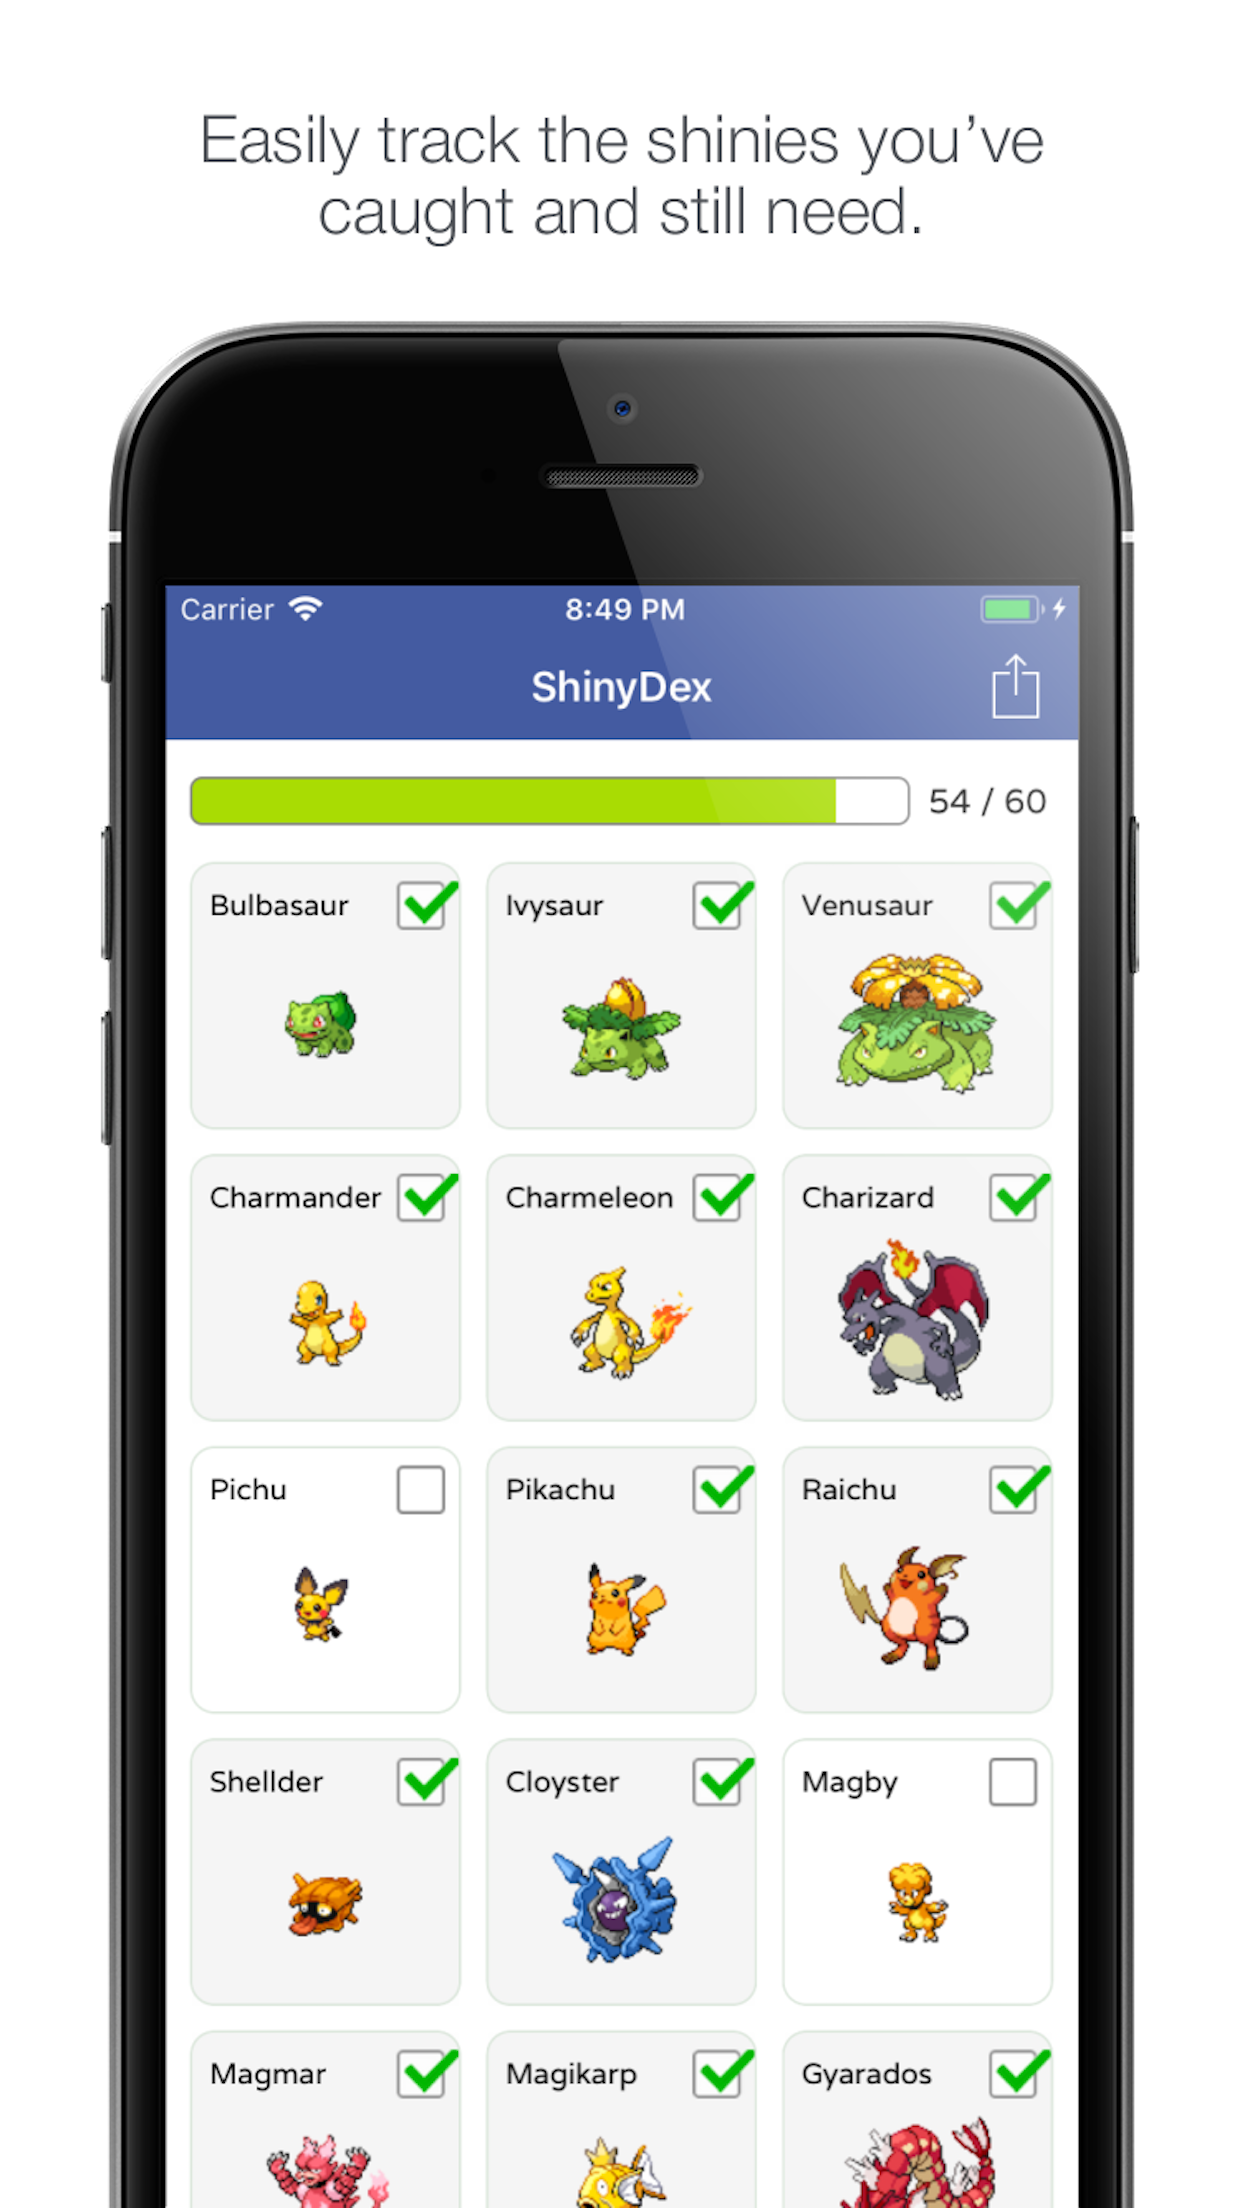 Easily track the shinies you’ve
caught and still need.
Carrier 8:49 PM
ShinyDex
54 / 60
Bulbasaur Ivysaur Venusaur
Charmander Charmeleon Charizard
Pichu Pikachu Raichu
Shellder Cloyster Magby
Magmar Magikarp Gyarados